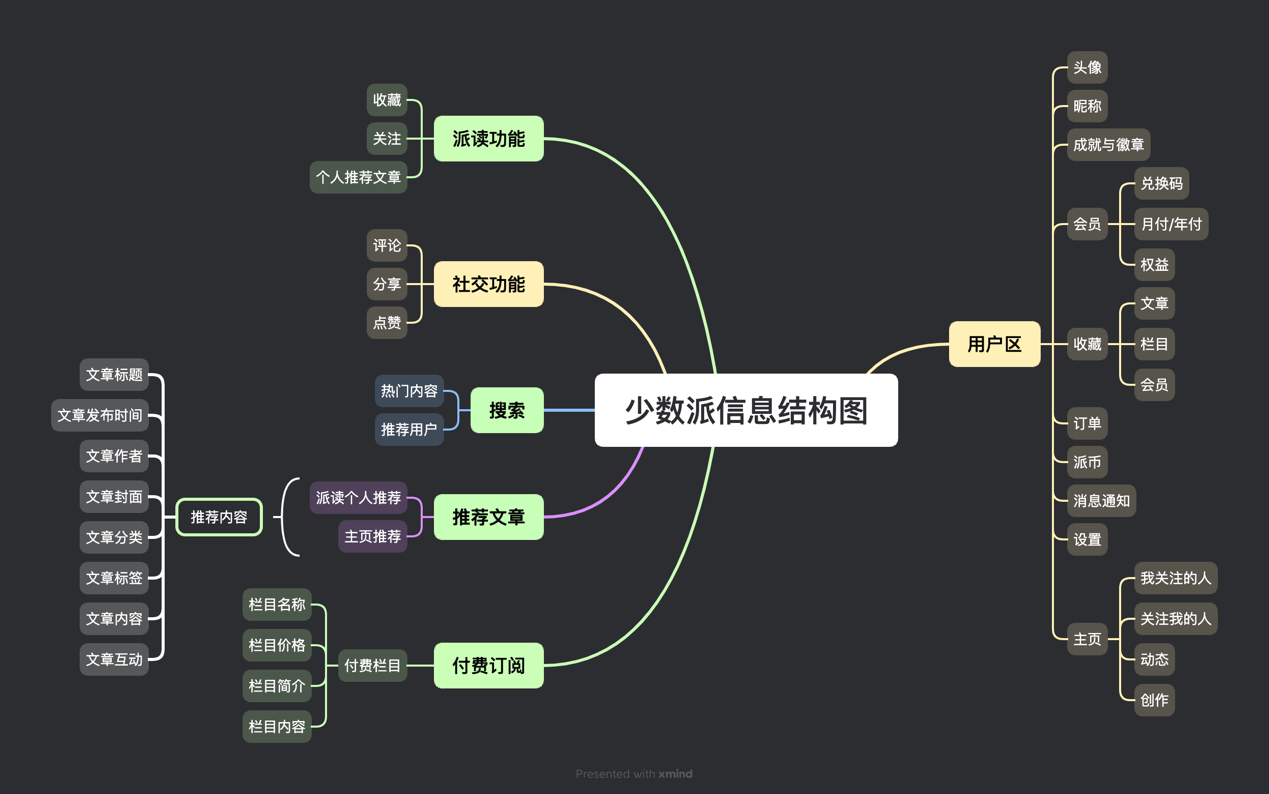 少数派信息结构图
派读功能
收藏
关注
个人推荐文章
社交功能
评论
分享
点赞
搜索
热门内容
推荐用户
推荐文章
派读个人推荐
主页推荐
推荐内容
文章标题
文章发布时间
文章作者
文章封面
文章分类
文章标签
文章内容
文章互动
付费订阅
付费栏目
栏目名称
栏目价格
栏目简介
栏目内容
用户区
头像
昵称
成就与徽章
会员
兑换码
月付/年付
权益
收藏
文章
栏目
会员
订单
派币
消息通知
设置
主页
我关注的人
关注我的人
动态
创作
Presented with xmind